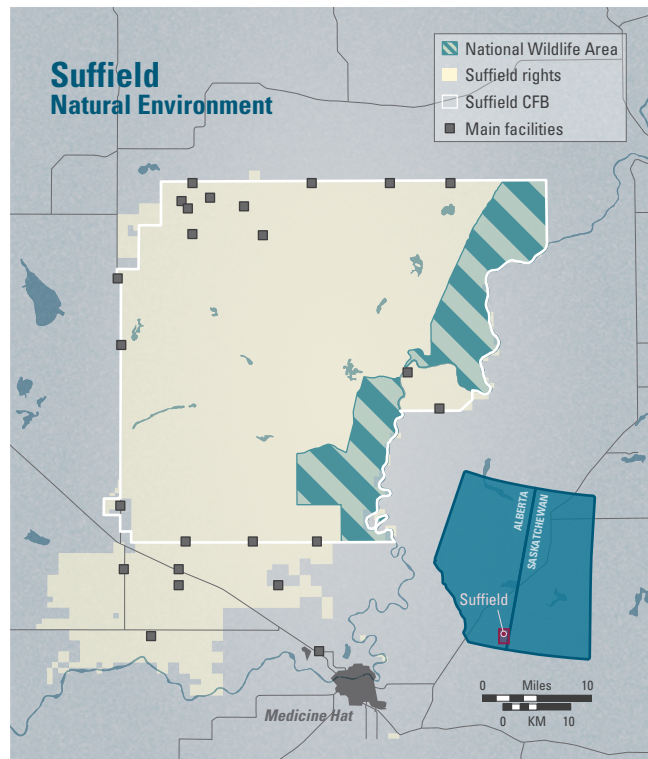 Suffield
Natural Environment
National Wildlife Area
Suffield rights
Suffield CFB
Main facilities
ALBERTA
SASKATCHEWAN
Suffield
0 Miles 10
0 KM 10
Medicine Hat